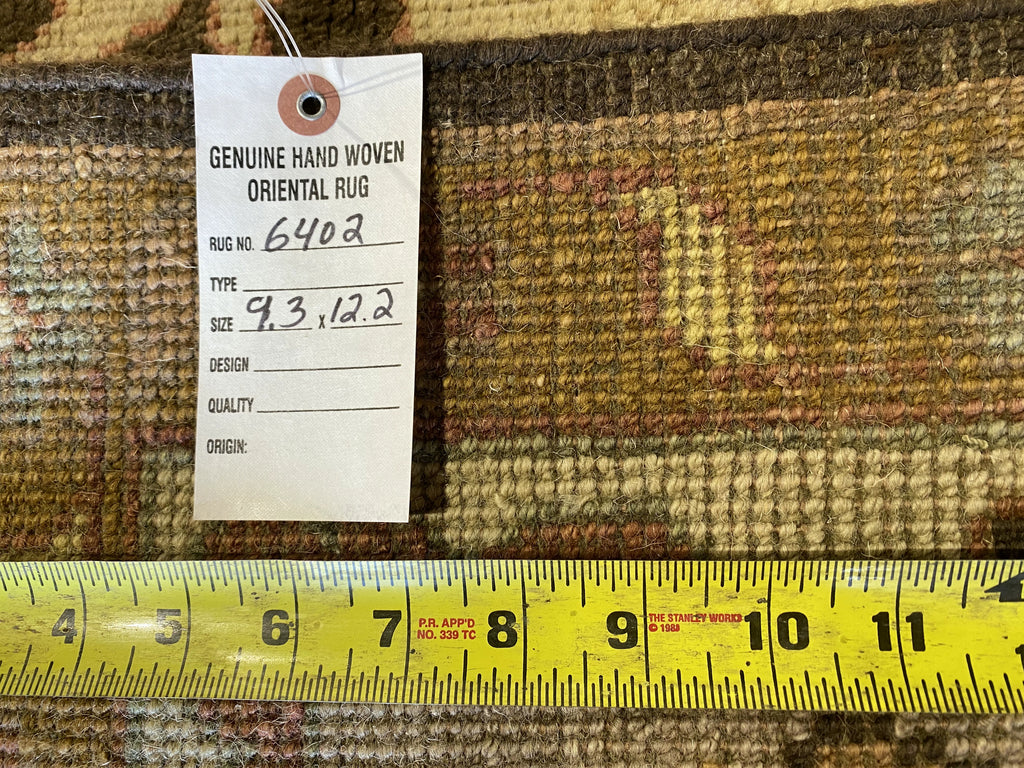 GENUINE HAND WOVEN
ORIENTAL RUG
RUG NO. 6402
TYPE
SIZE 9.3 x 12.2
DESIGN
QUALITY
ORIGIN:
4 5 6 7 P.R. APP'D 8 9 THE STANLEY WORKS 10 11
NO. 339 TC © 1988